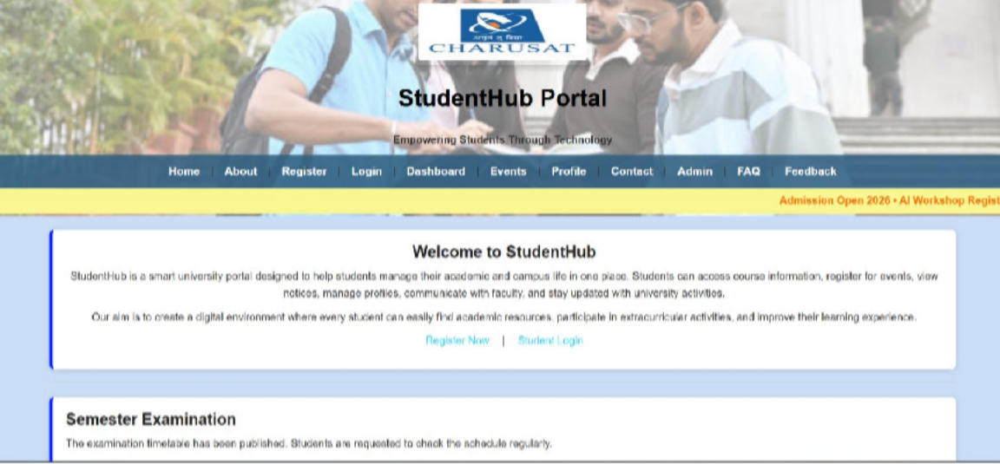 CHARUSAT
StudentHub Portal
Empowering Students Through Technology
Home | About | Register | Login | Dashboard | Events | Profile | Contact | Admin | FAQ | Feedback
Admission Open 2026 • AI Workshop Regist
Welcome to StudentHub
StudentHub is a smart university portal designed to help students manage their academic and campus life in one place. Students can access course information, register for events, view
notices, manage profiles, communicate with faculty, and stay updated with university activities.
Our aim is to create a digital environment where every student can easily find academic resources, participate in extracurricular activities, and improve their learning experience.
Register Now | Student Login
Semester Examination
The examination timetable has been published. Students are requested to check the schedule regularly.